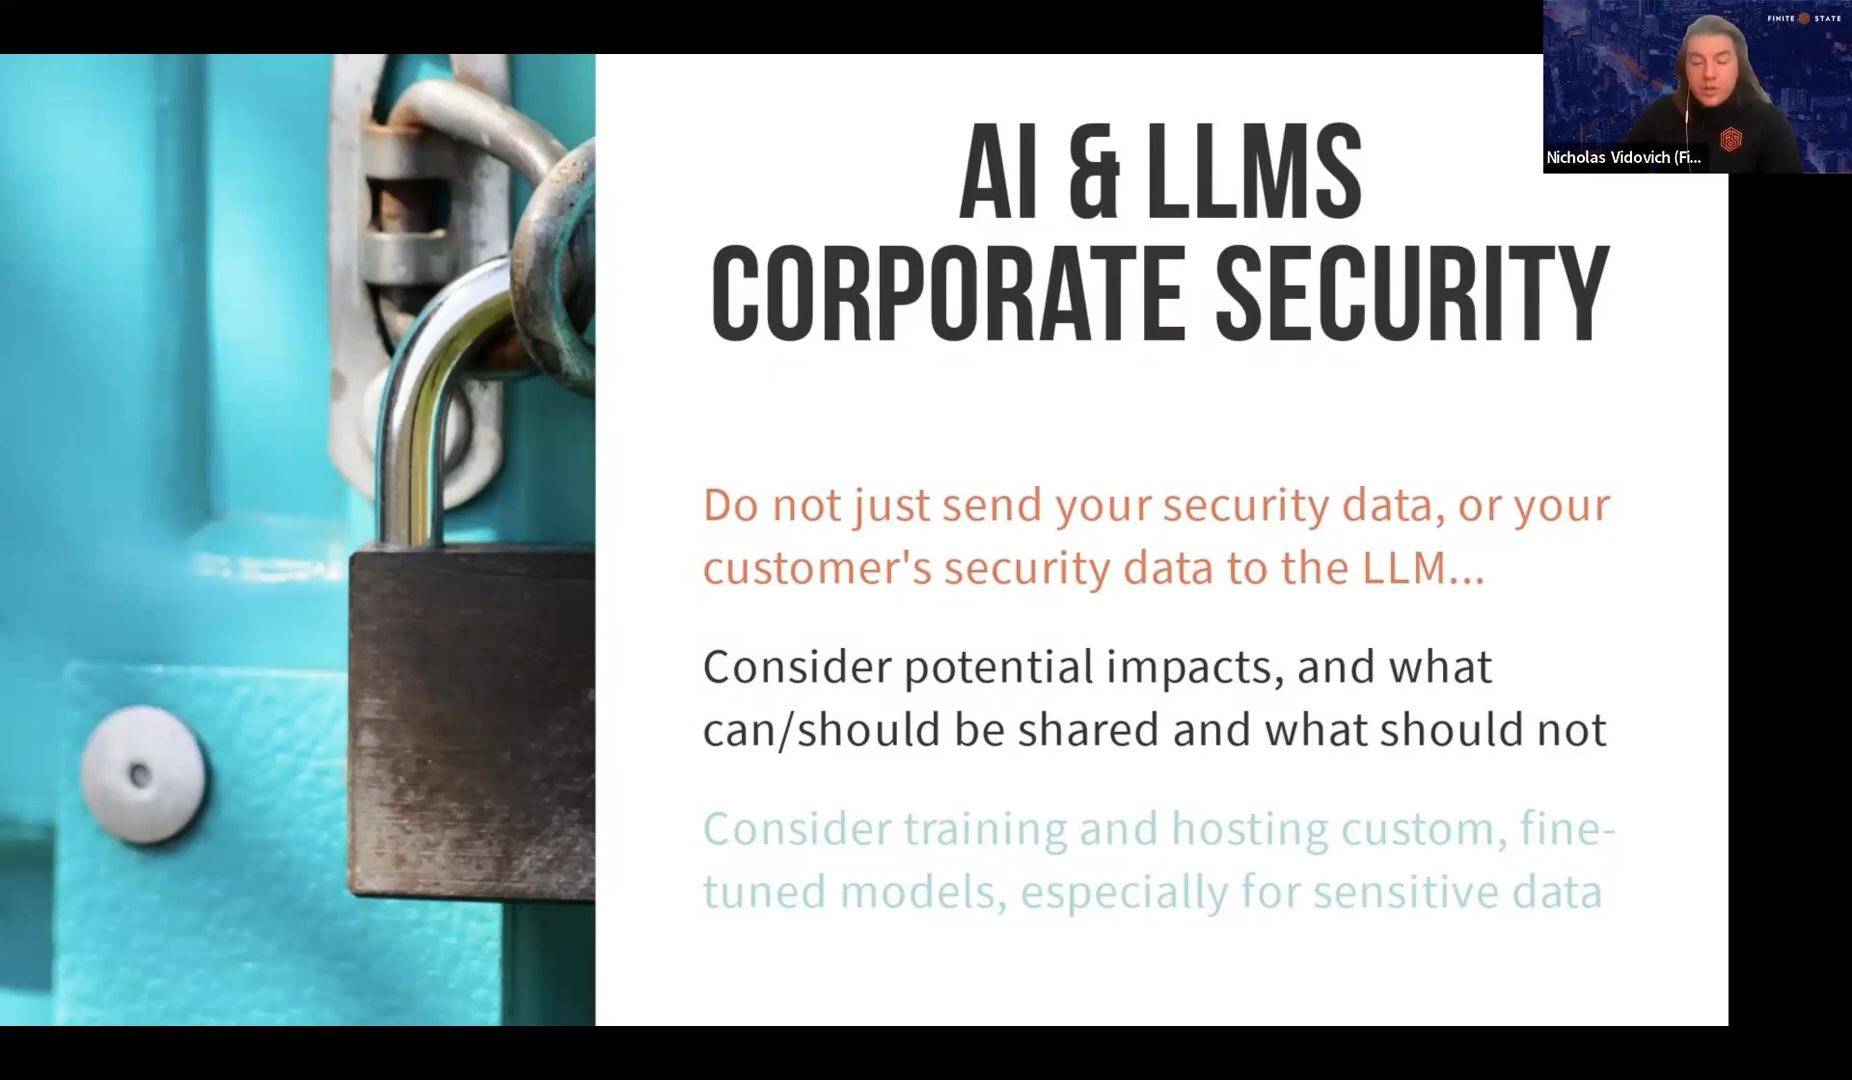 FINITE STATE
Nicholas Vidovich (Fi...
AI & LLMS
CORPORATE SECURITY
Do not just send your security data, or your
customer's security data to the LLM...
Consider potential impacts, and what
can/should be shared and what should not
Consider training and hosting custom, fine-
tuned models, especially for sensitive data